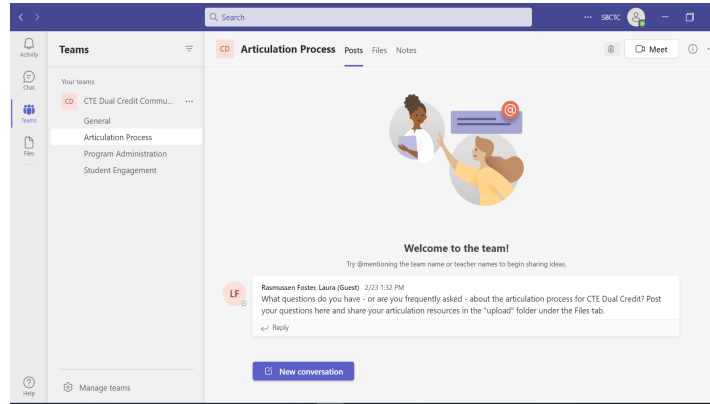 Search
SBCTC
Activity
Chat
Teams
Files
Help
Teams
Your teams
CD CTE Dual Credit Commu...
General
Articulation Process
Program Administration
Student Engagement
Manage teams
CD Articulation Process Posts Files Notes
Meet
@
Welcome to the team!
Try @mentioning the team name or teacher names to begin sharing ideas.
LF
Rasmussen Foster, Laura (Guest) 2/23 1:32 PM
What questions do you have - or are you frequently asked - about the articulation process for CTE Dual Credit? Post
your questions here and share your articulation resources in the "upload" folder under the Files tab.
Reply
New conversation